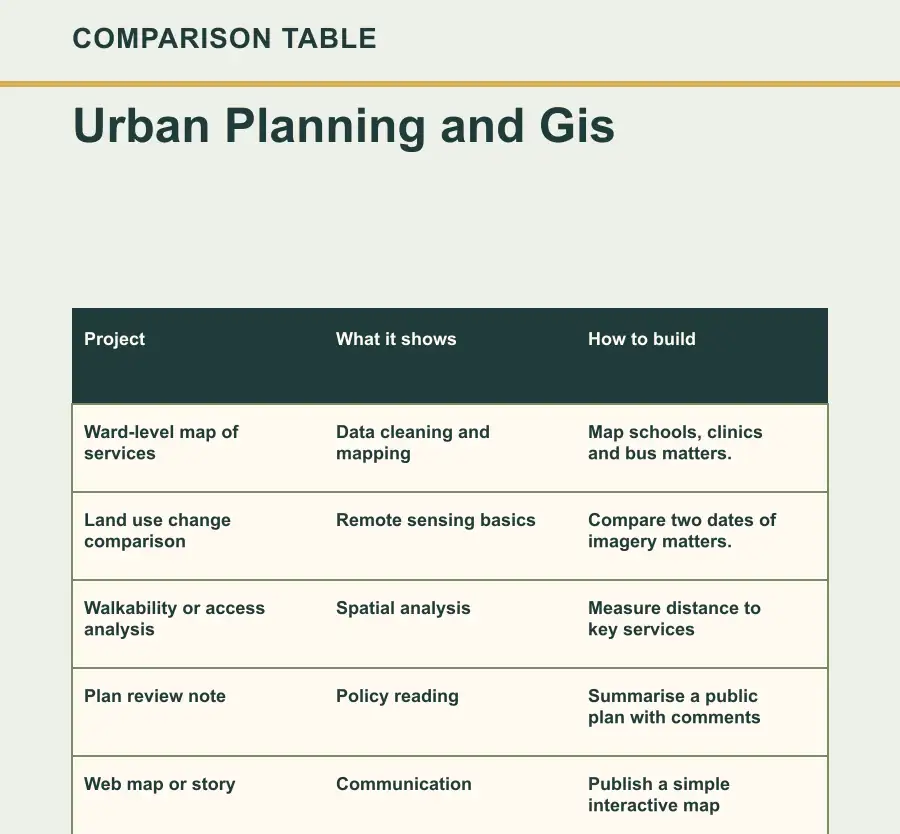 COMPARISON TABLE
Urban Planning and Gis
Project What it shows How to build
Ward-level map of services Data cleaning and mapping Map schools, clinics and bus matters.
Land use change comparison Remote sensing basics Compare two dates of imagery matters.
Walkability or access analysis Spatial analysis Measure distance to key services
Plan review note Policy reading Summarise a public plan with comments
Web map or story Communication Publish a simple interactive map